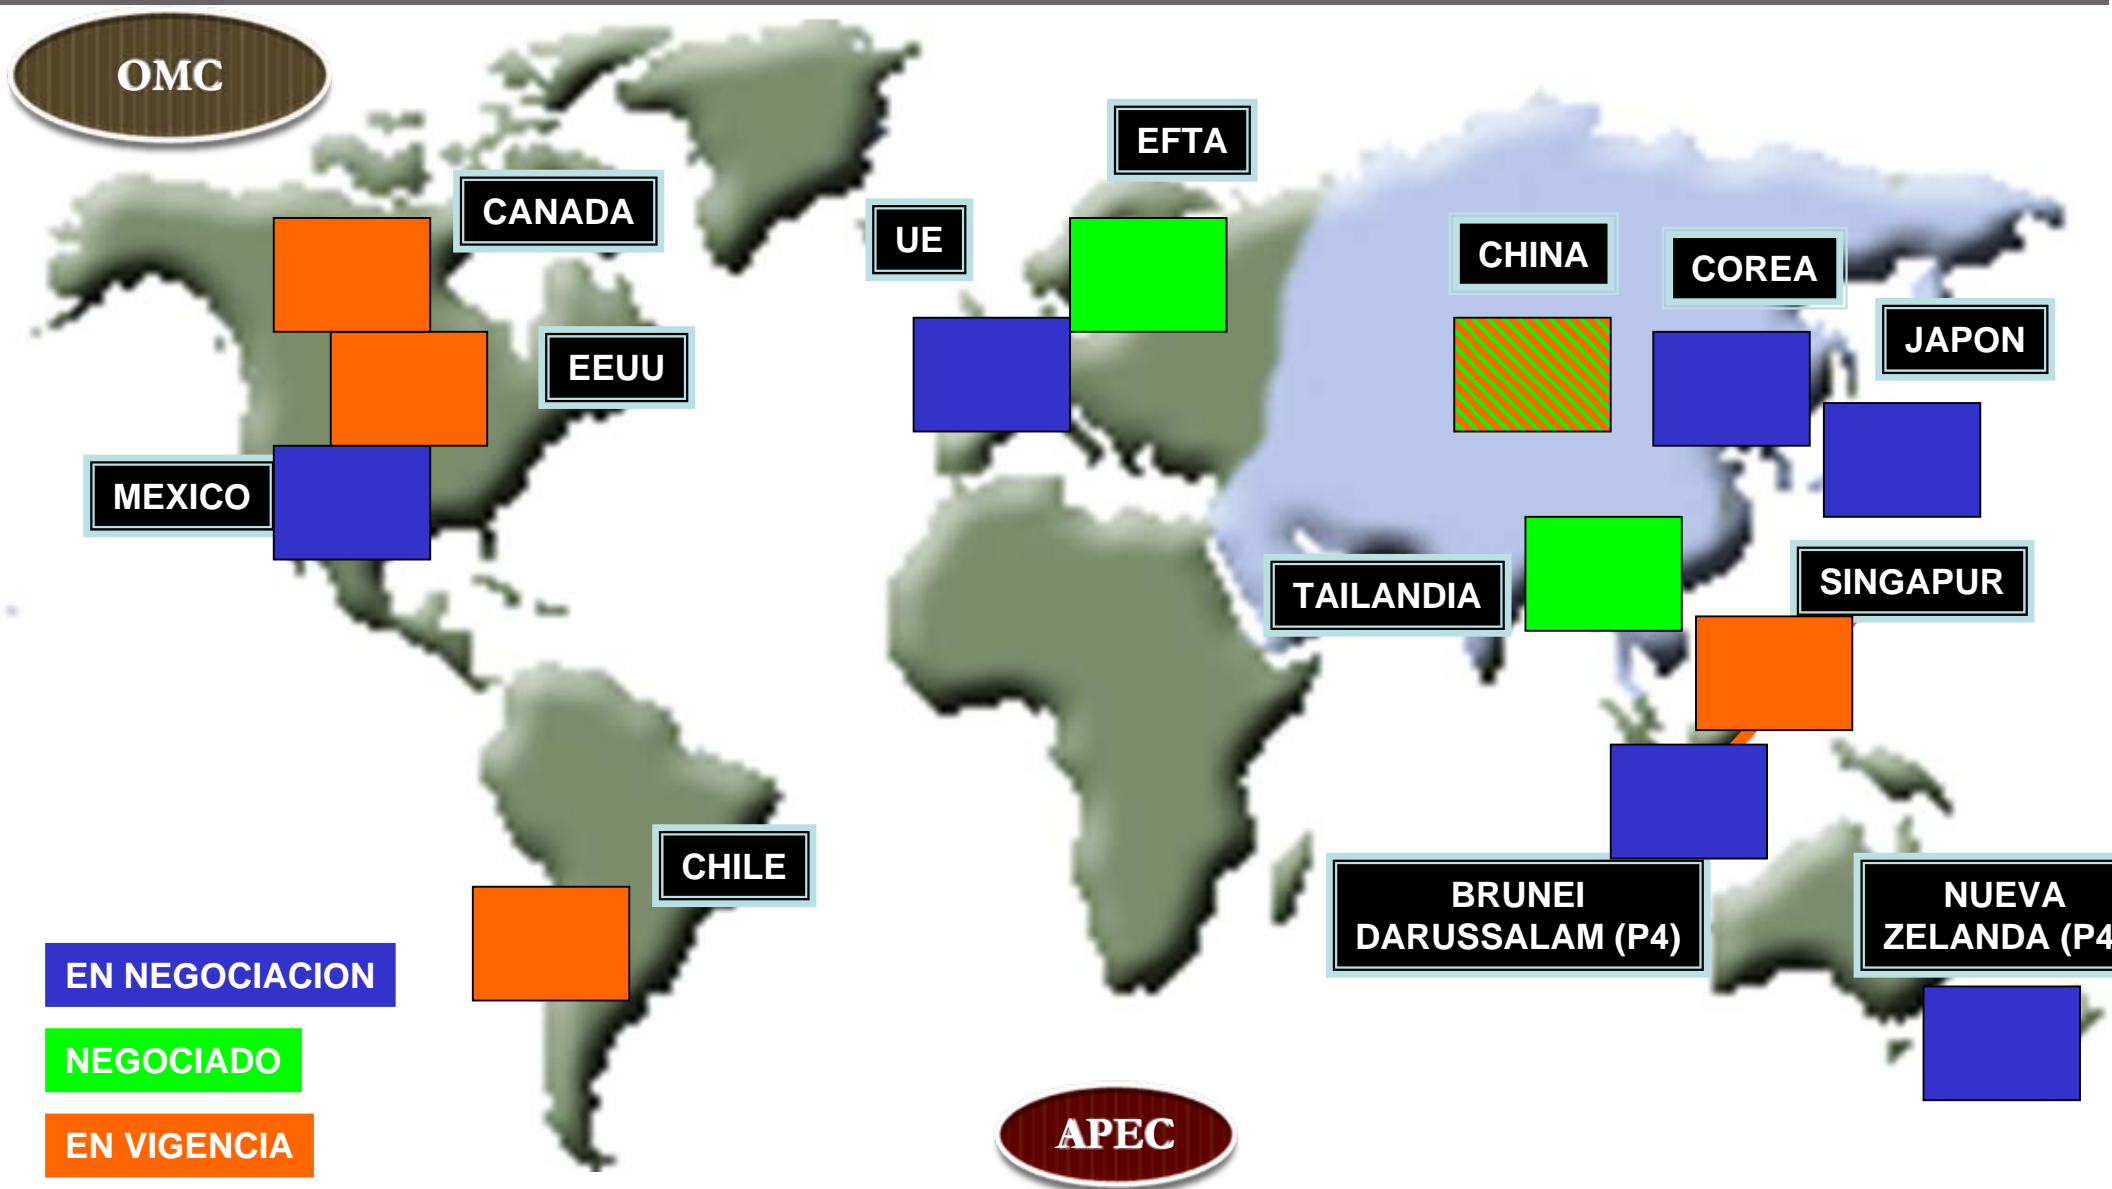 OMC
EFTA
CANADA
UE
CHINA
COREA
JAPON
EEUU
MEXICO
TAILANDIA
SINGAPUR
CHILE
BRUNEI
DARUSSALAM (P4)
NUEVA
ZELANDA (P4
EN NEGOCIACION
NEGOCIADO
EN VIGENCIA
APEC